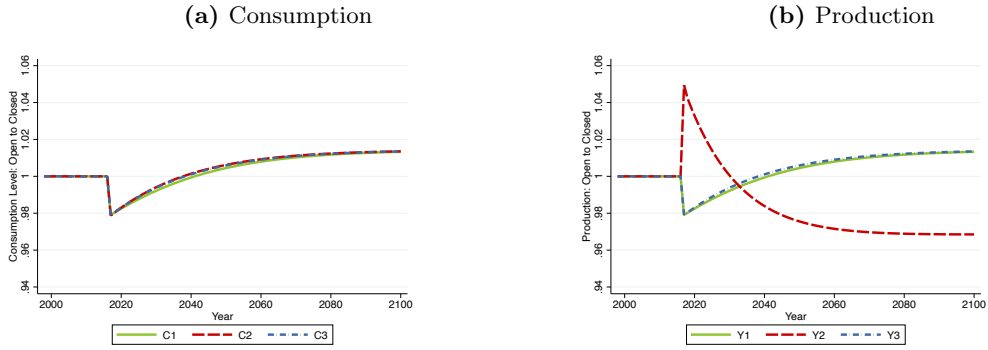 (a) Consumption
Consumption Level: Open to Closed
1.06
1.04
1.02
1
.98
.96
.94
2000 2020 2040 2060 2080 2100
Year
C1 C2 C3
(b) Production
Production: Open to Closed
1.06
1.04
1.02
1
.98
.96
.94
2000 2020 2040 2060 2080 2100
Year
Y1 Y2 Y3